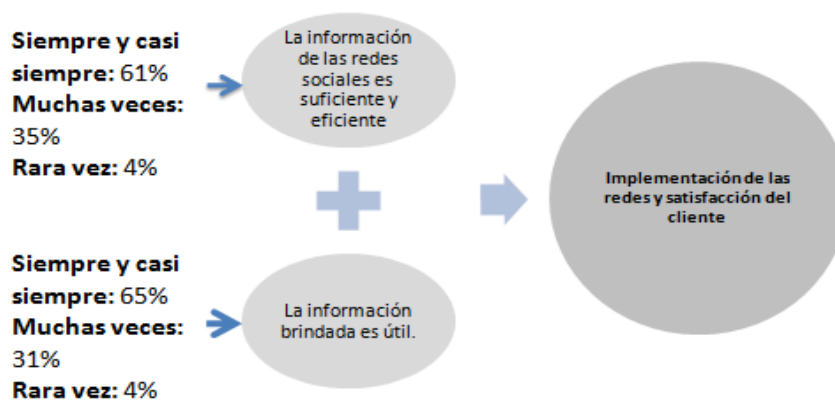 Siempre y casi
siempre: 61%
Muchas veces:
35%
Rara vez: 4%
La información
de las redes
sociales es
suficiente y
eficiente
Implementación de las
redes y satisfacción del
cliente
Siempre y casi
siempre: 65%
Muchas veces:
31%
Rara vez: 4%
La información
brindada es útil.